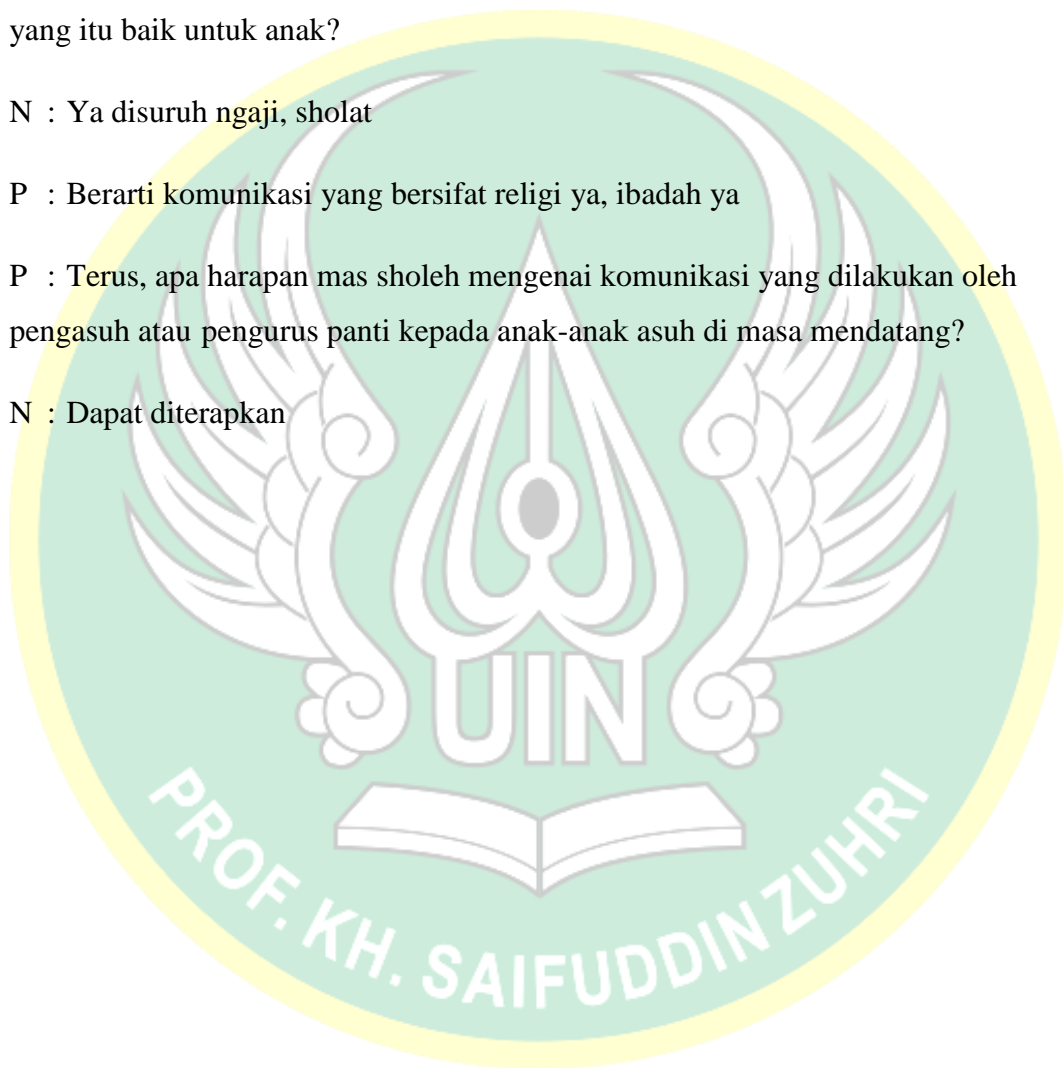 yang itu baik untuk anak?
N : Ya disuruh ngaji, sholat
P : Berarti komunikasi yang bersifat religi ya, ibadah ya
P : Terus, apa harapan mas sholeh mengenai komunikasi yang dilakukan oleh
pengasuh atau pengurus panti kepada anak-anak asuh di masa mendatang?
N : Dapat diterapkan
UIN
PROF. KH. SAIFUDDIN ZUHRI